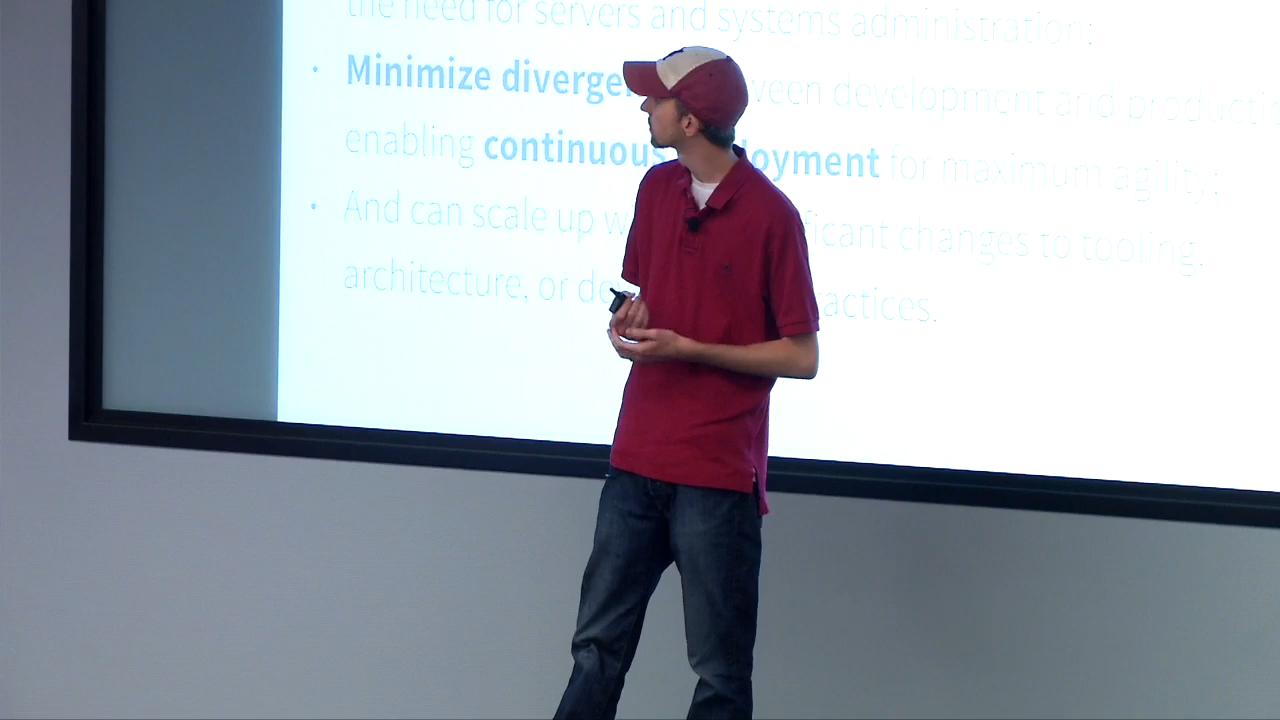 the need for servers and systems administration;
• Minimize diverge ween development and productio
enabling continuous loyment for maximum agility;
• And can scale up w ficant changes to tooling,
architecture, or de actices.